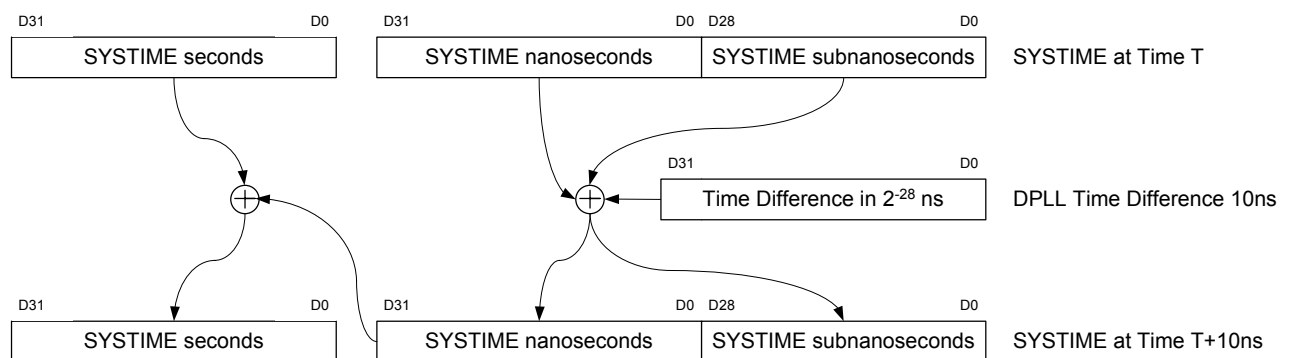 D31 D0 D31 D0 D28 D0
SYSTIME seconds SYSTIME nanoseconds SYSTIME subnanoseconds SYSTIME at Time T
D31 D0
Time Difference in 2⁻²⁸ ns DPLL Time Difference 10ns
D31 D0 D31 D0 D28 D0
SYSTIME seconds SYSTIME nanoseconds SYSTIME subnanoseconds SYSTIME at Time T+10ns